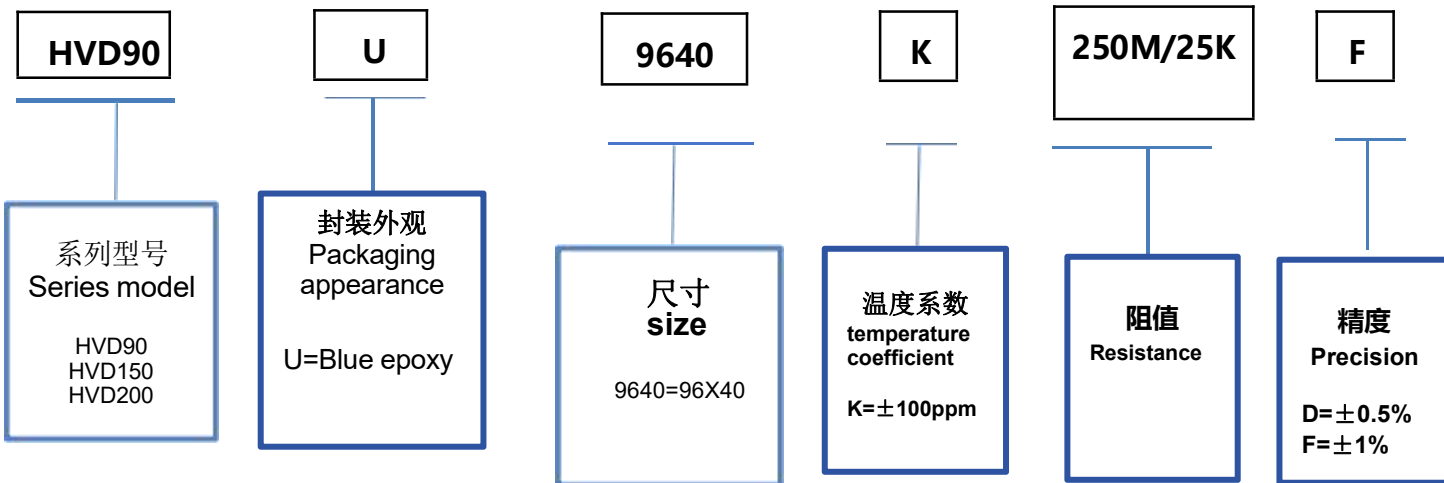 HVD90
U
9640
K
250M/25K
F
系列型号
Series model
HVD90
HVD150
HVD200
封装外观
Packaging
appearance
U=Blue epoxy
尺寸
size
9640=96X40
温度系数
temperature
coefficient
K=±100ppm
阻值
Resistance
精度
Precision
D=±0.5%
F=±1%